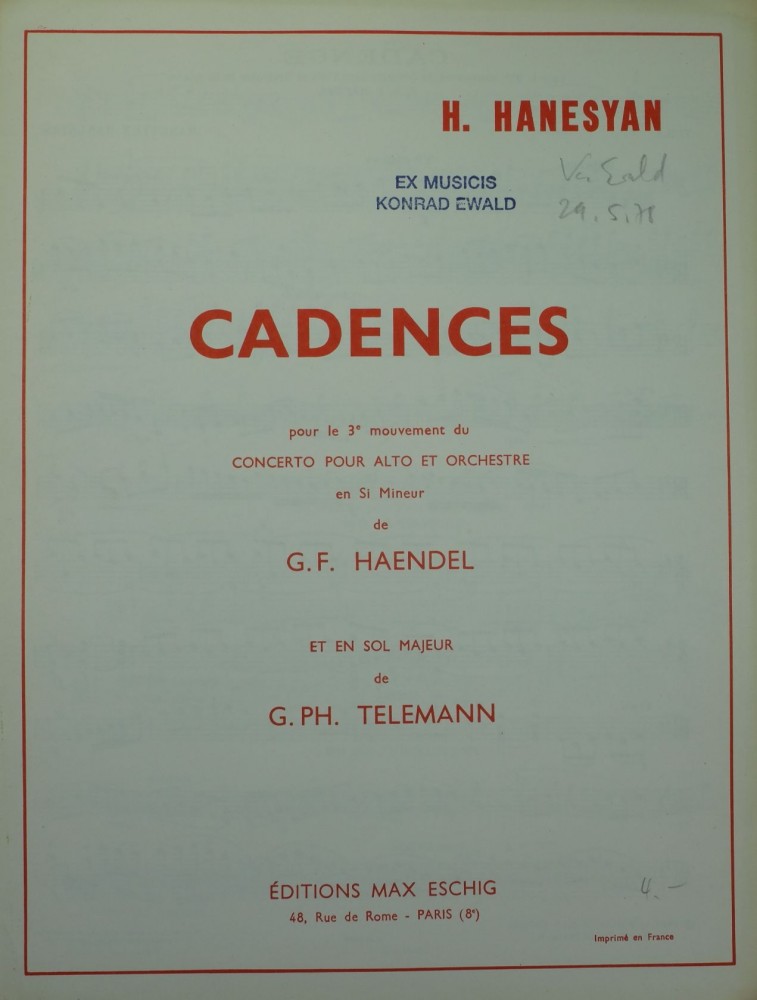 H. HANESYAN
EX MUSICIS
KONRAD EWALD
Ewald
29.5.78
CADENCES
pour le 3e mouvement du
CONCERTO POUR ALTO ET ORCHESTRE
en Si Mineur
de
G. F. HAENDEL
ET EN SOL MAJEUR
de
G. PH. TELEMANN
ÉDITIONS MAX ESCHIG
48, Rue de Rome - PARIS (8e)
4.-
Imprimé en France